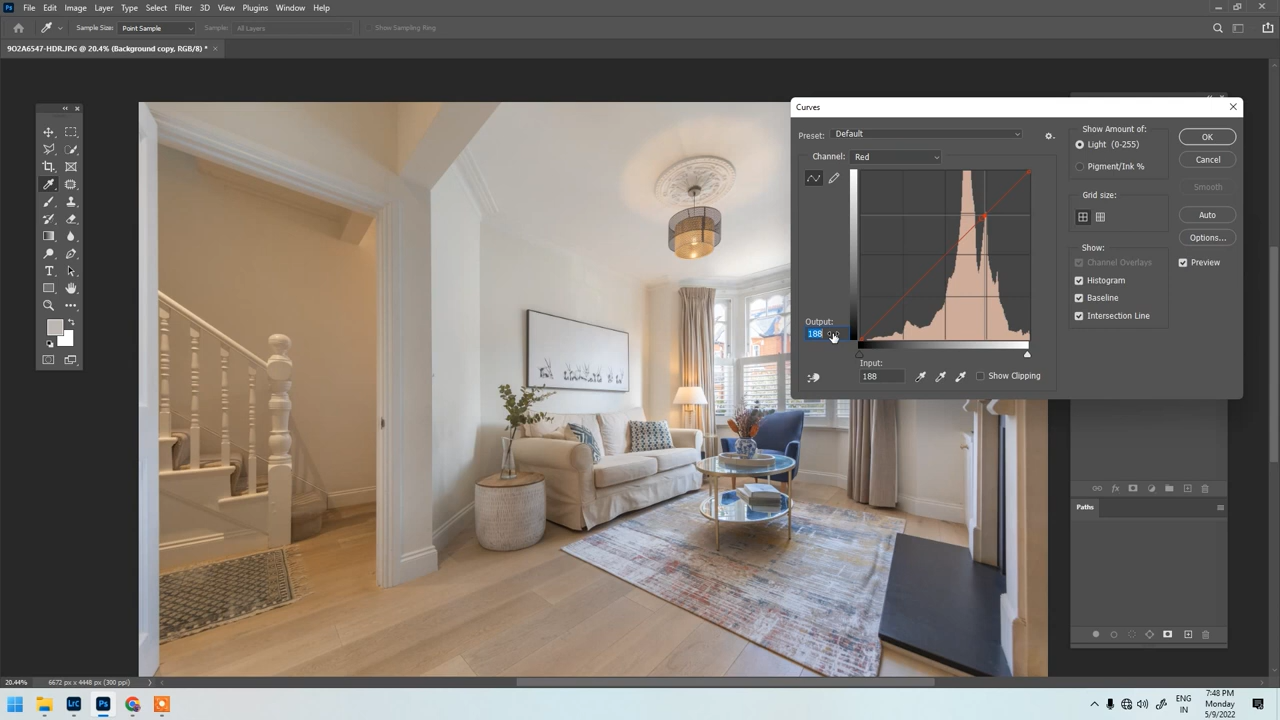 Ps File Edit Image Layer Type Select Filter 3D View Plugins Window Help
Sample Size: Point Sample Sample: All Layers Show Sampling Ring
9O2A6547-HDR.JPG @ 20.4% (Background copy, RGB/8) *
Curves
Preset: Default
Channel: Red
Output:
188
Input:
188
Show Clipping
Show Amount of:
Light (0-255)
Pigment/Ink %
Grid size:
Show:
Channel Overlays
Histogram
Baseline
Intersection Line
OK
Cancel
Smooth
Auto
Options...
Preview
T
fx
Paths
20.44% 6672 px x 4448 px (300 ppi)
LrC Ps
ENG
IN
7:48 PM
Monday
5/9/2022